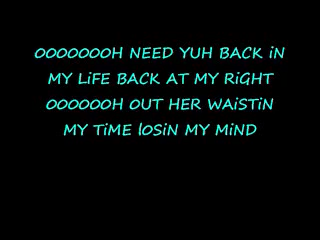 OOOOOOOH NEED YUH BACK iN
MY LiFE BACK AT MY RiGHT
OOOOOOH OUT HER WAiSTiN
MY TiME lOSiN MY MiND